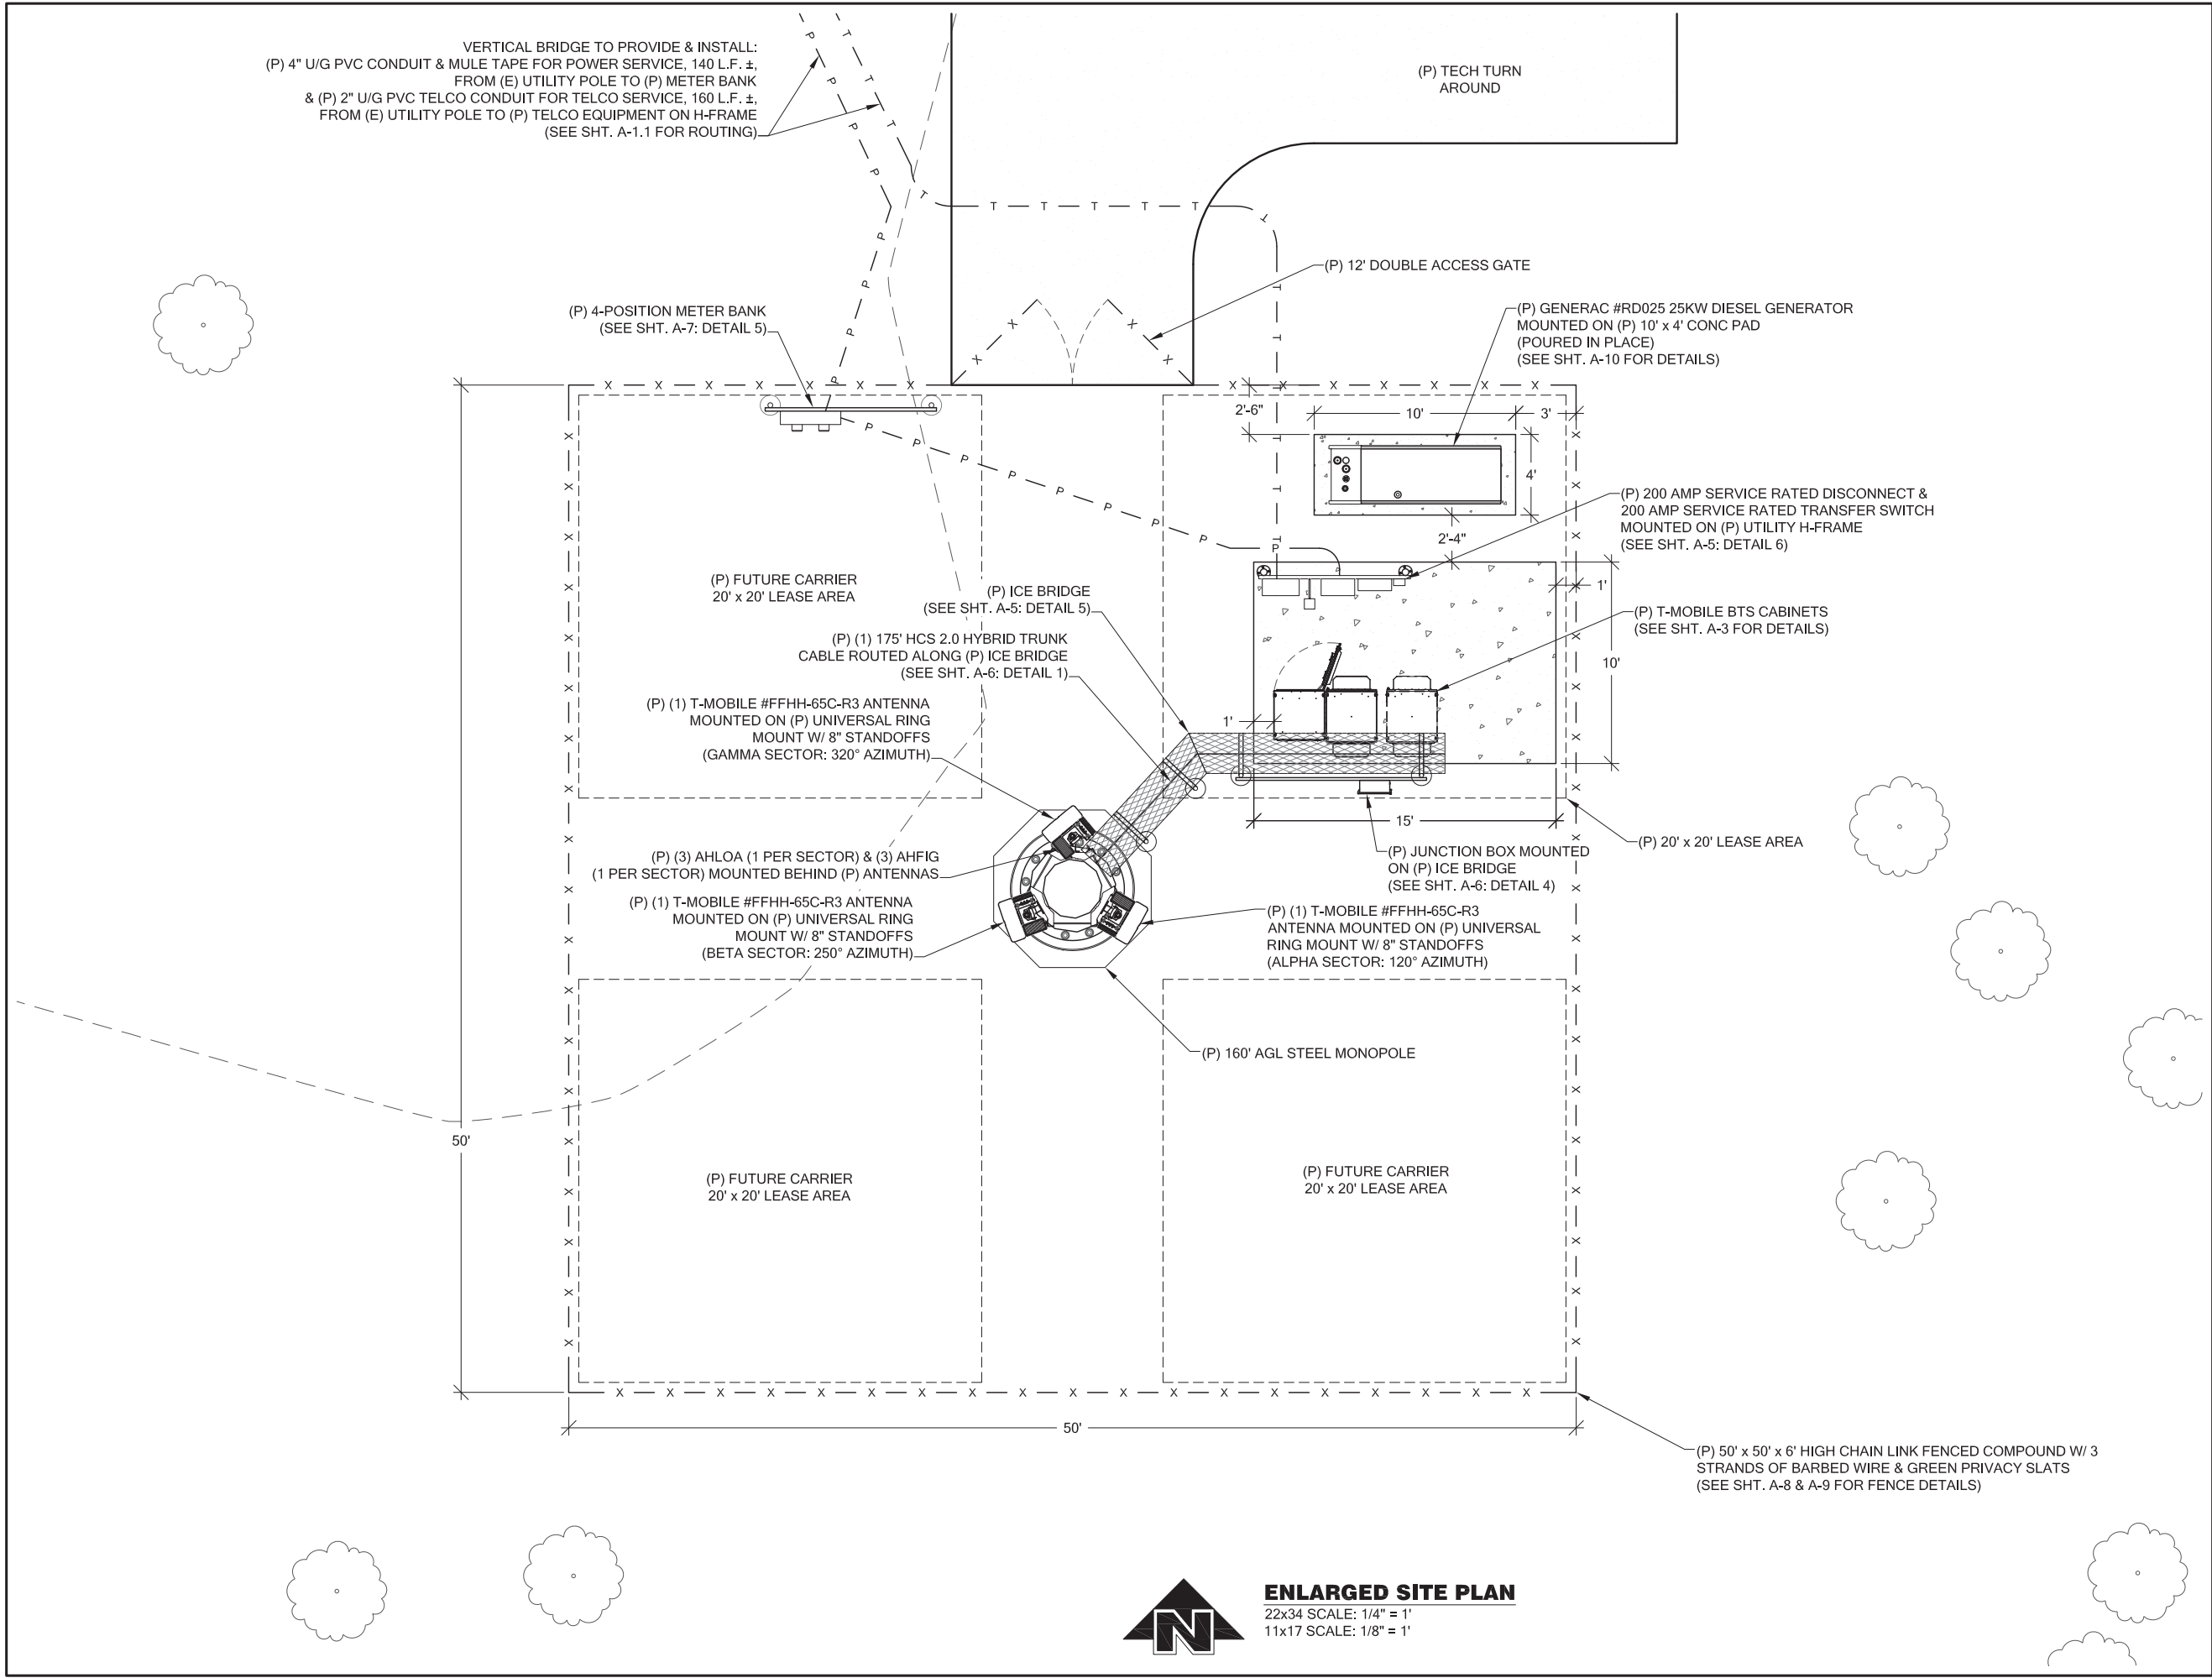 VERTICAL BRIDGE TO PROVIDE & INSTALL:
(P) 4" U/G PVC CONDUIT & MULE TAPE FOR POWER SERVICE, 140 L.F. ±,
FROM (E) UTILITY POLE TO (P) METER BANK
& (P) 2" U/G PVC TELCO CONDUIT FOR TELCO SERVICE, 160 L.F. ±,
FROM (E) UTILITY POLE TO (P) TELCO EQUIPMENT ON H-FRAME
(SEE SHT. A-1.1 FOR ROUTING)
(P) TECH TURN
AROUND
(P) 12' DOUBLE ACCESS GATE
(P) 4-POSITION METER BANK
(SEE SHT. A-7: DETAIL 5)
(P) GENERAC #RD025 25KW DIESEL GENERATOR
MOUNTED ON (P) 10' x 4' CONC PAD
(POURED IN PLACE)
(SEE SHT. A-10 FOR DETAILS)
2'-6"
10'
3'
4'
2'-4"
(P) 200 AMP SERVICE RATED DISCONNECT &
200 AMP SERVICE RATED TRANSFER SWITCH
MOUNTED ON (P) UTILITY H-FRAME
(SEE SHT. A-5: DETAIL 6)
1'
(P) FUTURE CARRIER
20' x 20' LEASE AREA
(P) ICE BRIDGE
(SEE SHT. A-5: DETAIL 5)
(P) T-MOBILE BTS CABINETS
(SEE SHT. A-3 FOR DETAILS)
(P) (1) 175' HCS 2.0 HYBRID TRUNK
CABLE ROUTED ALONG (P) ICE BRIDGE
(SEE SHT. A-6: DETAIL 1)
10'
(P) (1) T-MOBILE #FFHH-65C-R3 ANTENNA
MOUNTED ON (P) UNIVERSAL RING
MOUNT W/ 8" STANDOFFS
(GAMMA SECTOR: 320° AZIMUTH)
1'
15'
(P) 20' x 20' LEASE AREA
(P) (3) AHLOA (1 PER SECTOR) & (3) AHFIG
(1 PER SECTOR) MOUNTED BEHIND (P) ANTENNAS
(P) JUNCTION BOX MOUNTED
ON (P) ICE BRIDGE
(SEE SHT. A-6: DETAIL 4)
(P) (1) T-MOBILE #FFHH-65C-R3 ANTENNA
MOUNTED ON (P) UNIVERSAL RING
MOUNT W/ 8" STANDOFFS
(BETA SECTOR: 250° AZIMUTH)
(P) (1) T-MOBILE #FFHH-65C-R3
ANTENNA MOUNTED ON (P) UNIVERSAL
RING MOUNT W/ 8" STANDOFFS
(ALPHA SECTOR: 120° AZIMUTH)
(P) 160' AGL STEEL MONOPOLE
50'
(P) FUTURE CARRIER
20' x 20' LEASE AREA
(P) FUTURE CARRIER
20' x 20' LEASE AREA
50'
(P) 50' x 50' x 6' HIGH CHAIN LINK FENCED COMPOUND W/ 3
STRANDS OF BARBED WIRE & GREEN PRIVACY SLATS
(SEE SHT. A-8 & A-9 FOR FENCE DETAILS)
N
ENLARGED SITE PLAN
22x34 SCALE: 1/4" = 1'
11x17 SCALE: 1/8" = 1'